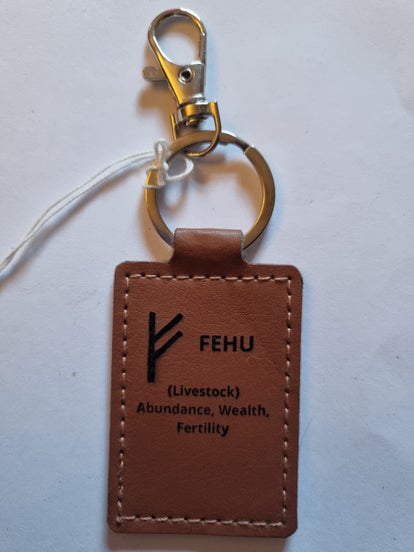 ᚠ FEHU
(Livestock)
Abundance, Wealth,
Fertility